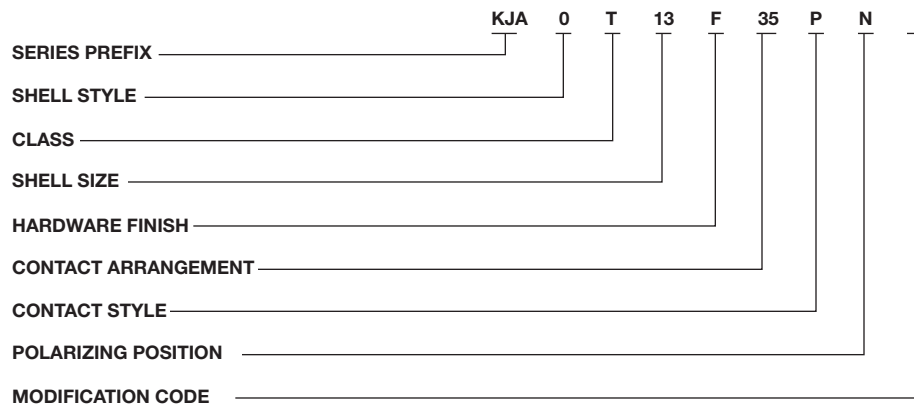 KJA 0 T 13 F 35 P N
SERIES PREFIX
SHELL STYLE
CLASS
SHELL SIZE
HARDWARE FINISH
CONTACT ARRANGEMENT
CONTACT STYLE
POLARIZING POSITION
MODIFICATION CODE